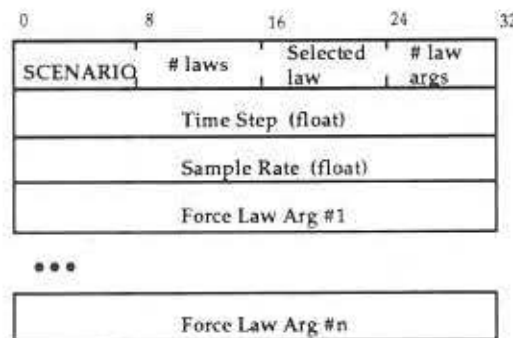 0 8 16 24 32
SCENARIO # laws Selected law # law args
Time Step (float)
Sample Rate (float)
Force Law Arg #1
•••
Force Law Arg #n